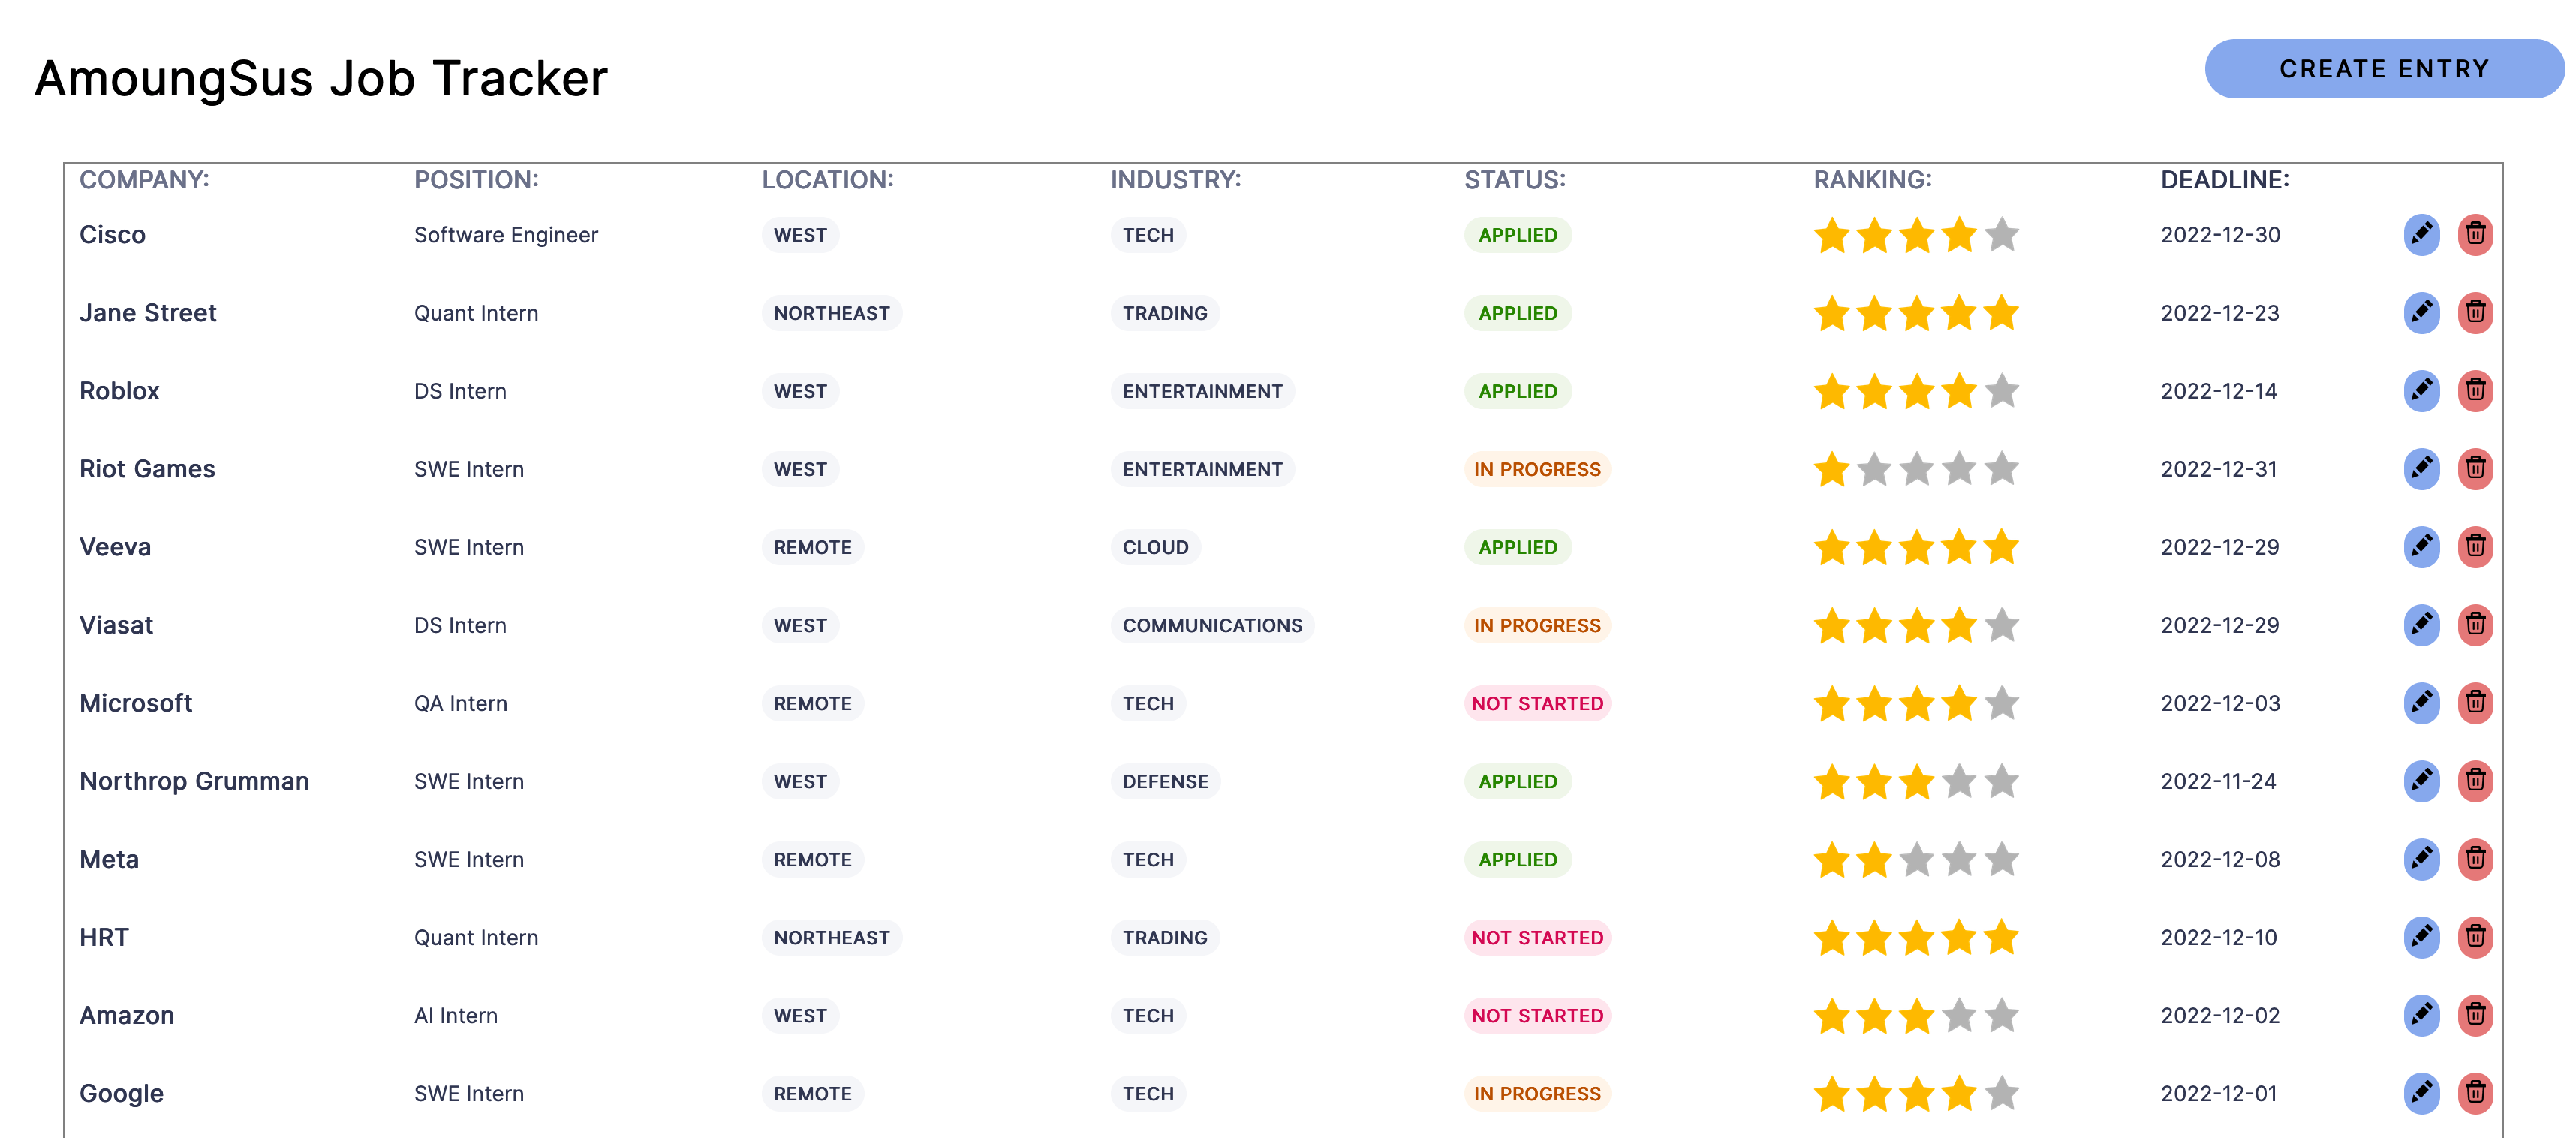 AmoungSus Job Tracker
CREATE ENTRY
COMPANY: POSITION: LOCATION: INDUSTRY: STATUS: RANKING: DEADLINE:
Cisco Software Engineer WEST TECH APPLIED 2022-12-30
Jane Street Quant Intern NORTHEAST TRADING APPLIED 2022-12-23
Roblox DS Intern WEST ENTERTAINMENT APPLIED 2022-12-14
Riot Games SWE Intern WEST ENTERTAINMENT IN PROGRESS 2022-12-31
Veeva SWE Intern REMOTE CLOUD APPLIED 2022-12-29
Viasat DS Intern WEST COMMUNICATIONS IN PROGRESS 2022-12-29
Microsoft QA Intern REMOTE TECH NOT STARTED 2022-12-03
Northrop Grumman SWE Intern WEST DEFENSE APPLIED 2022-11-24
Meta SWE Intern REMOTE TECH APPLIED 2022-12-08
HRT Quant Intern NORTHEAST TRADING NOT STARTED 2022-12-10
Amazon AI Intern WEST TECH NOT STARTED 2022-12-02
Google SWE Intern REMOTE TECH IN PROGRESS 2022-12-01